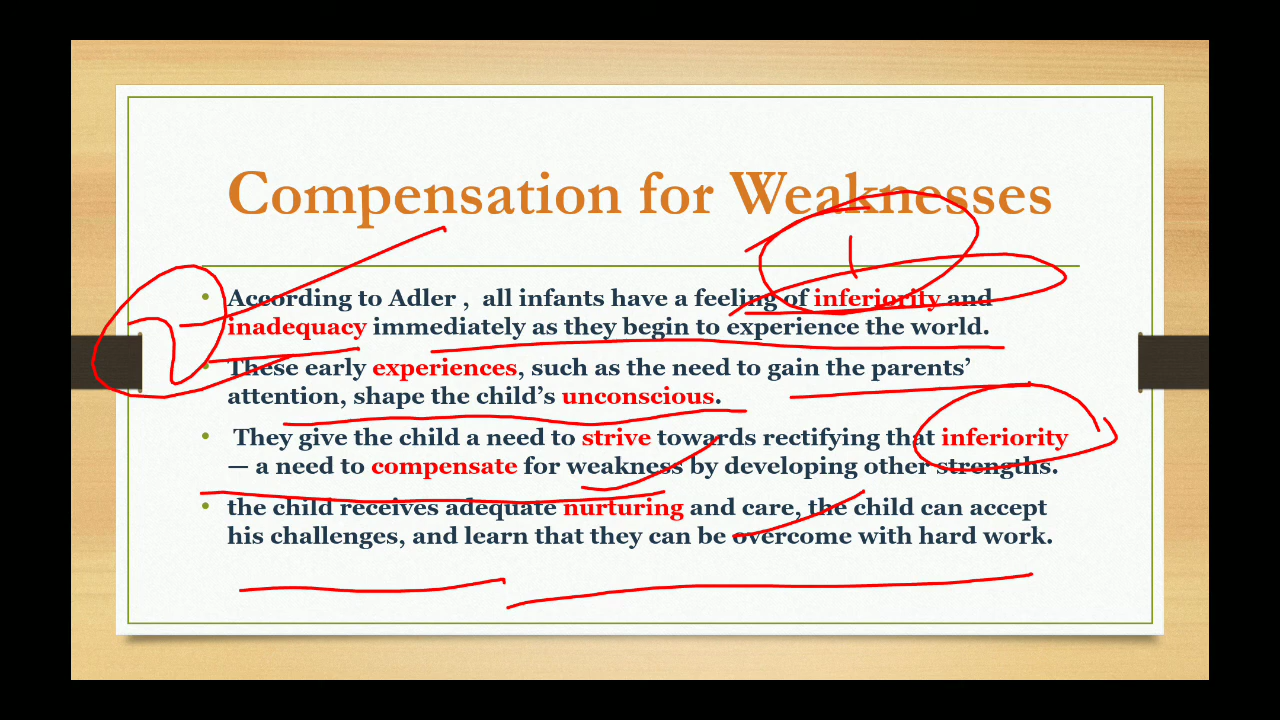 Compensation for Weaknesses
• According to Adler ,  all infants have a feeling of inferiority and
inadequacy immediately as they begin to experience the world.
• These early experiences, such as the need to gain the parents’
attention, shape the child’s unconscious.
•  They give the child a need to strive towards rectifying that inferiority
— a need to compensate for weakness by developing other strengths.
• the child receives adequate nurturing and care, the child can accept
his challenges, and learn that they can be overcome with hard work.